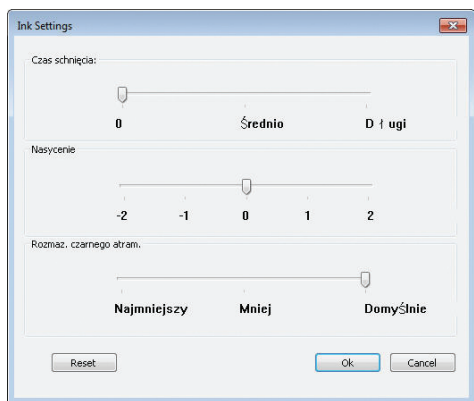 Ink Settings
Czas schnięcia:
0 Średnio D ł ugi
Nasycenie
-2 -1 0 1 2
Rozmaz. czarnego atram.
Najmniejszy Mniej DomyŚlnie
Reset Ok Cancel